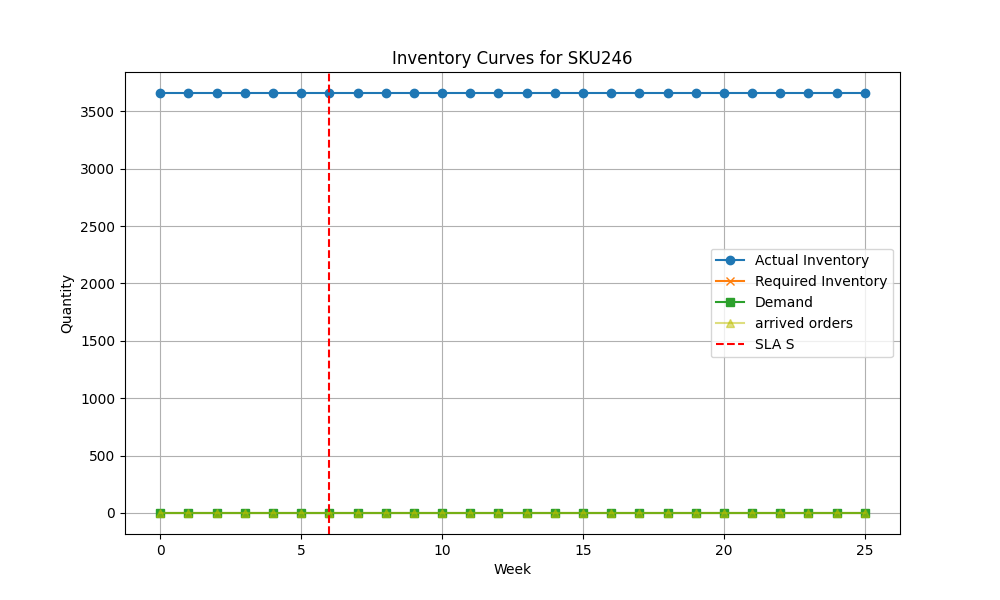 Inventory Curves for SKU246
3500
3000
2500
2000
1500
1000
500
0
Quantity
Actual Inventory
Required Inventory
Demand
arrived orders
SLA S
0 5 10 15 20 25
Week